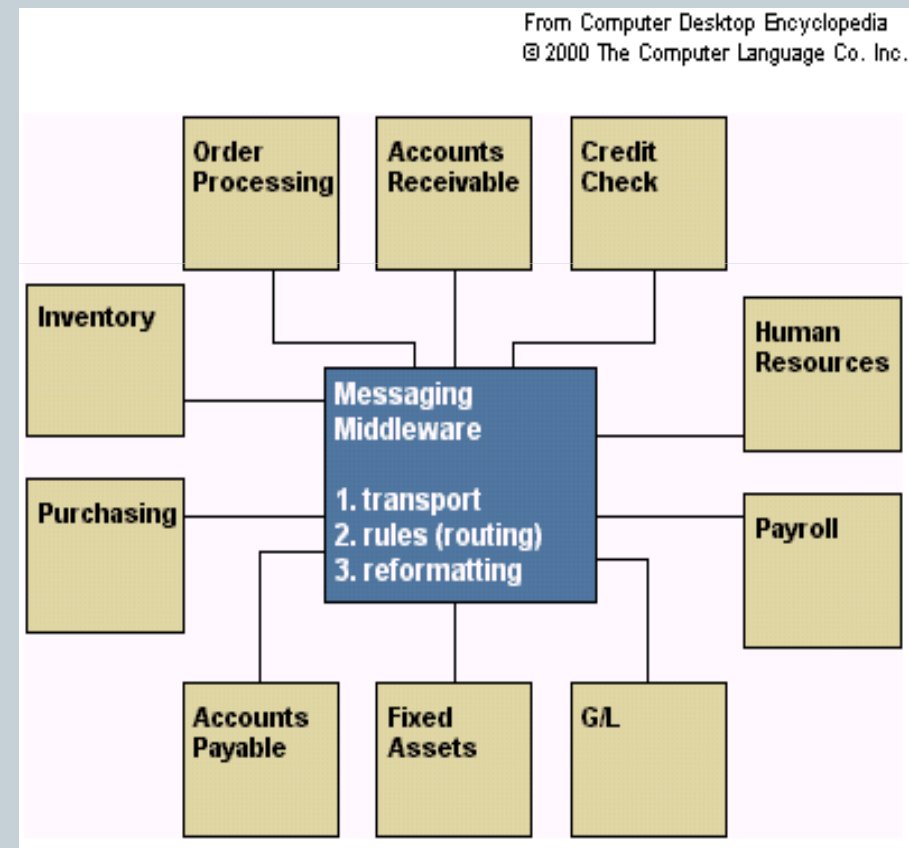 From Computer Desktop Encyclopedia
© 2000 The Computer Language Co. Inc.
Order
Processing
Accounts
Receivable
Credit
Check
Inventory
Human
Resources
Messaging
Middleware
1. transport
2. rules (routing)
3. reformatting
Purchasing
Payroll
Accounts
Payable
Fixed
Assets
G/L